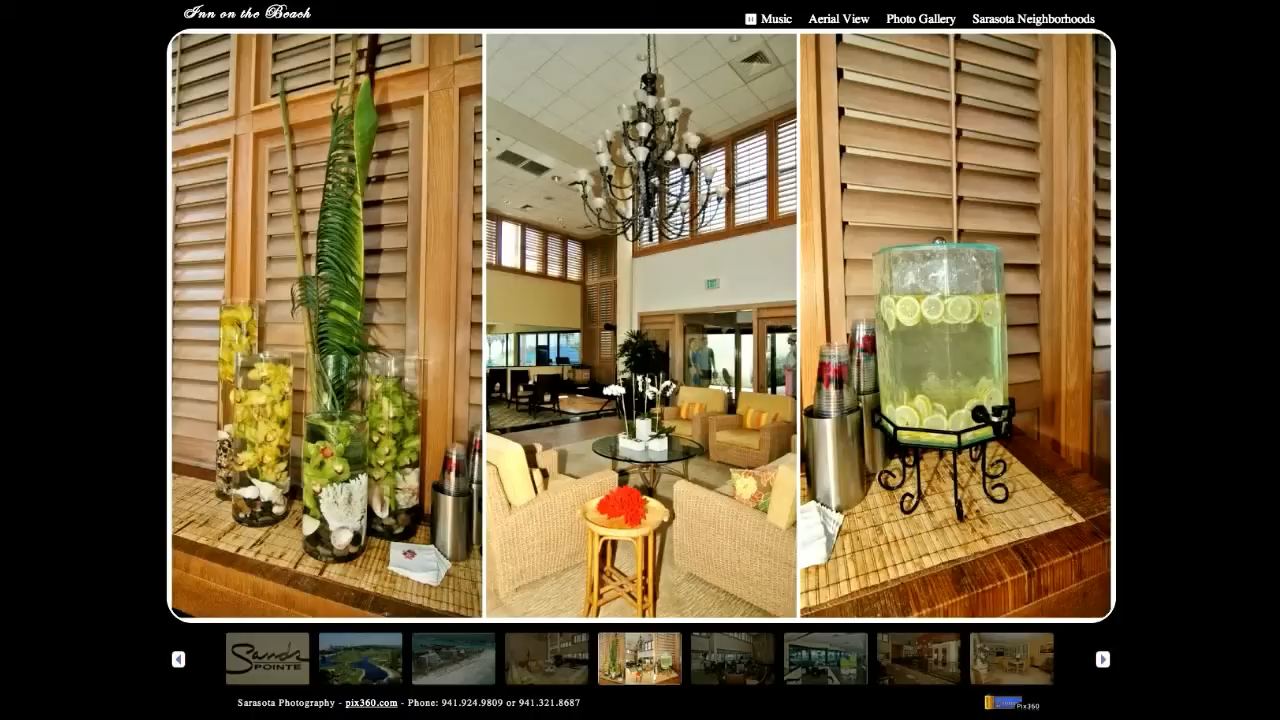 Inn on the Beach
Music Aerial View Photo Gallery Sarasota Neighborhoods
Sands
POINTE
Sarasota Photography - pix360.com - Phone: 941.924.9809 or 941.321.8687
Pix360